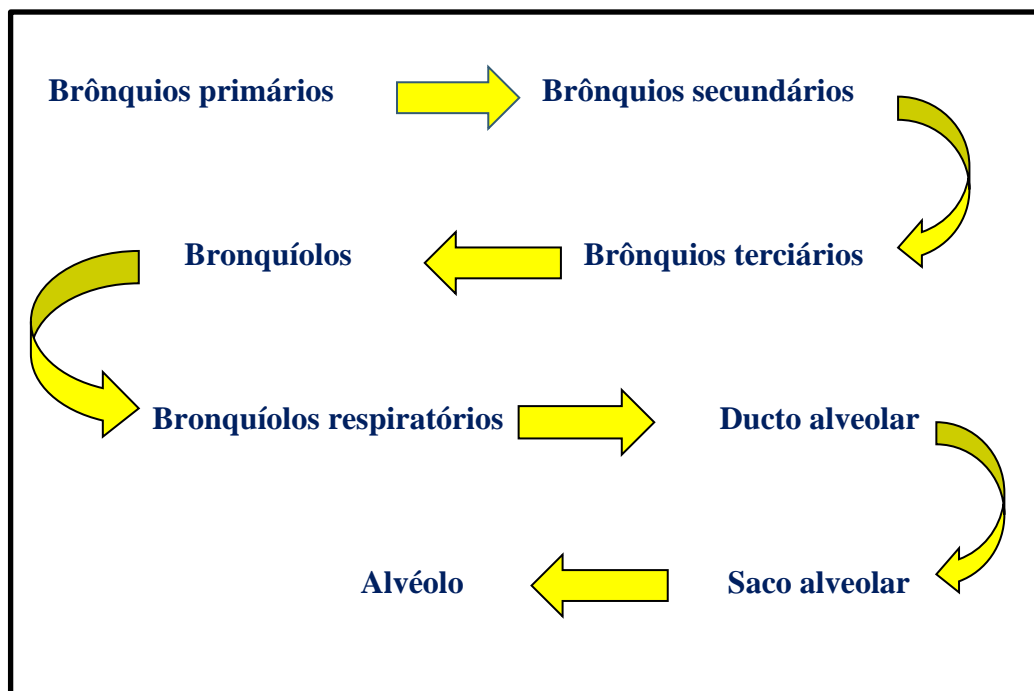 Brônquios primários
Brônquios secundários
Brônquios terciários
Bronquíolos
Bronquíolos respiratórios
Ducto alveolar
Saco alveolar
Alvéolo